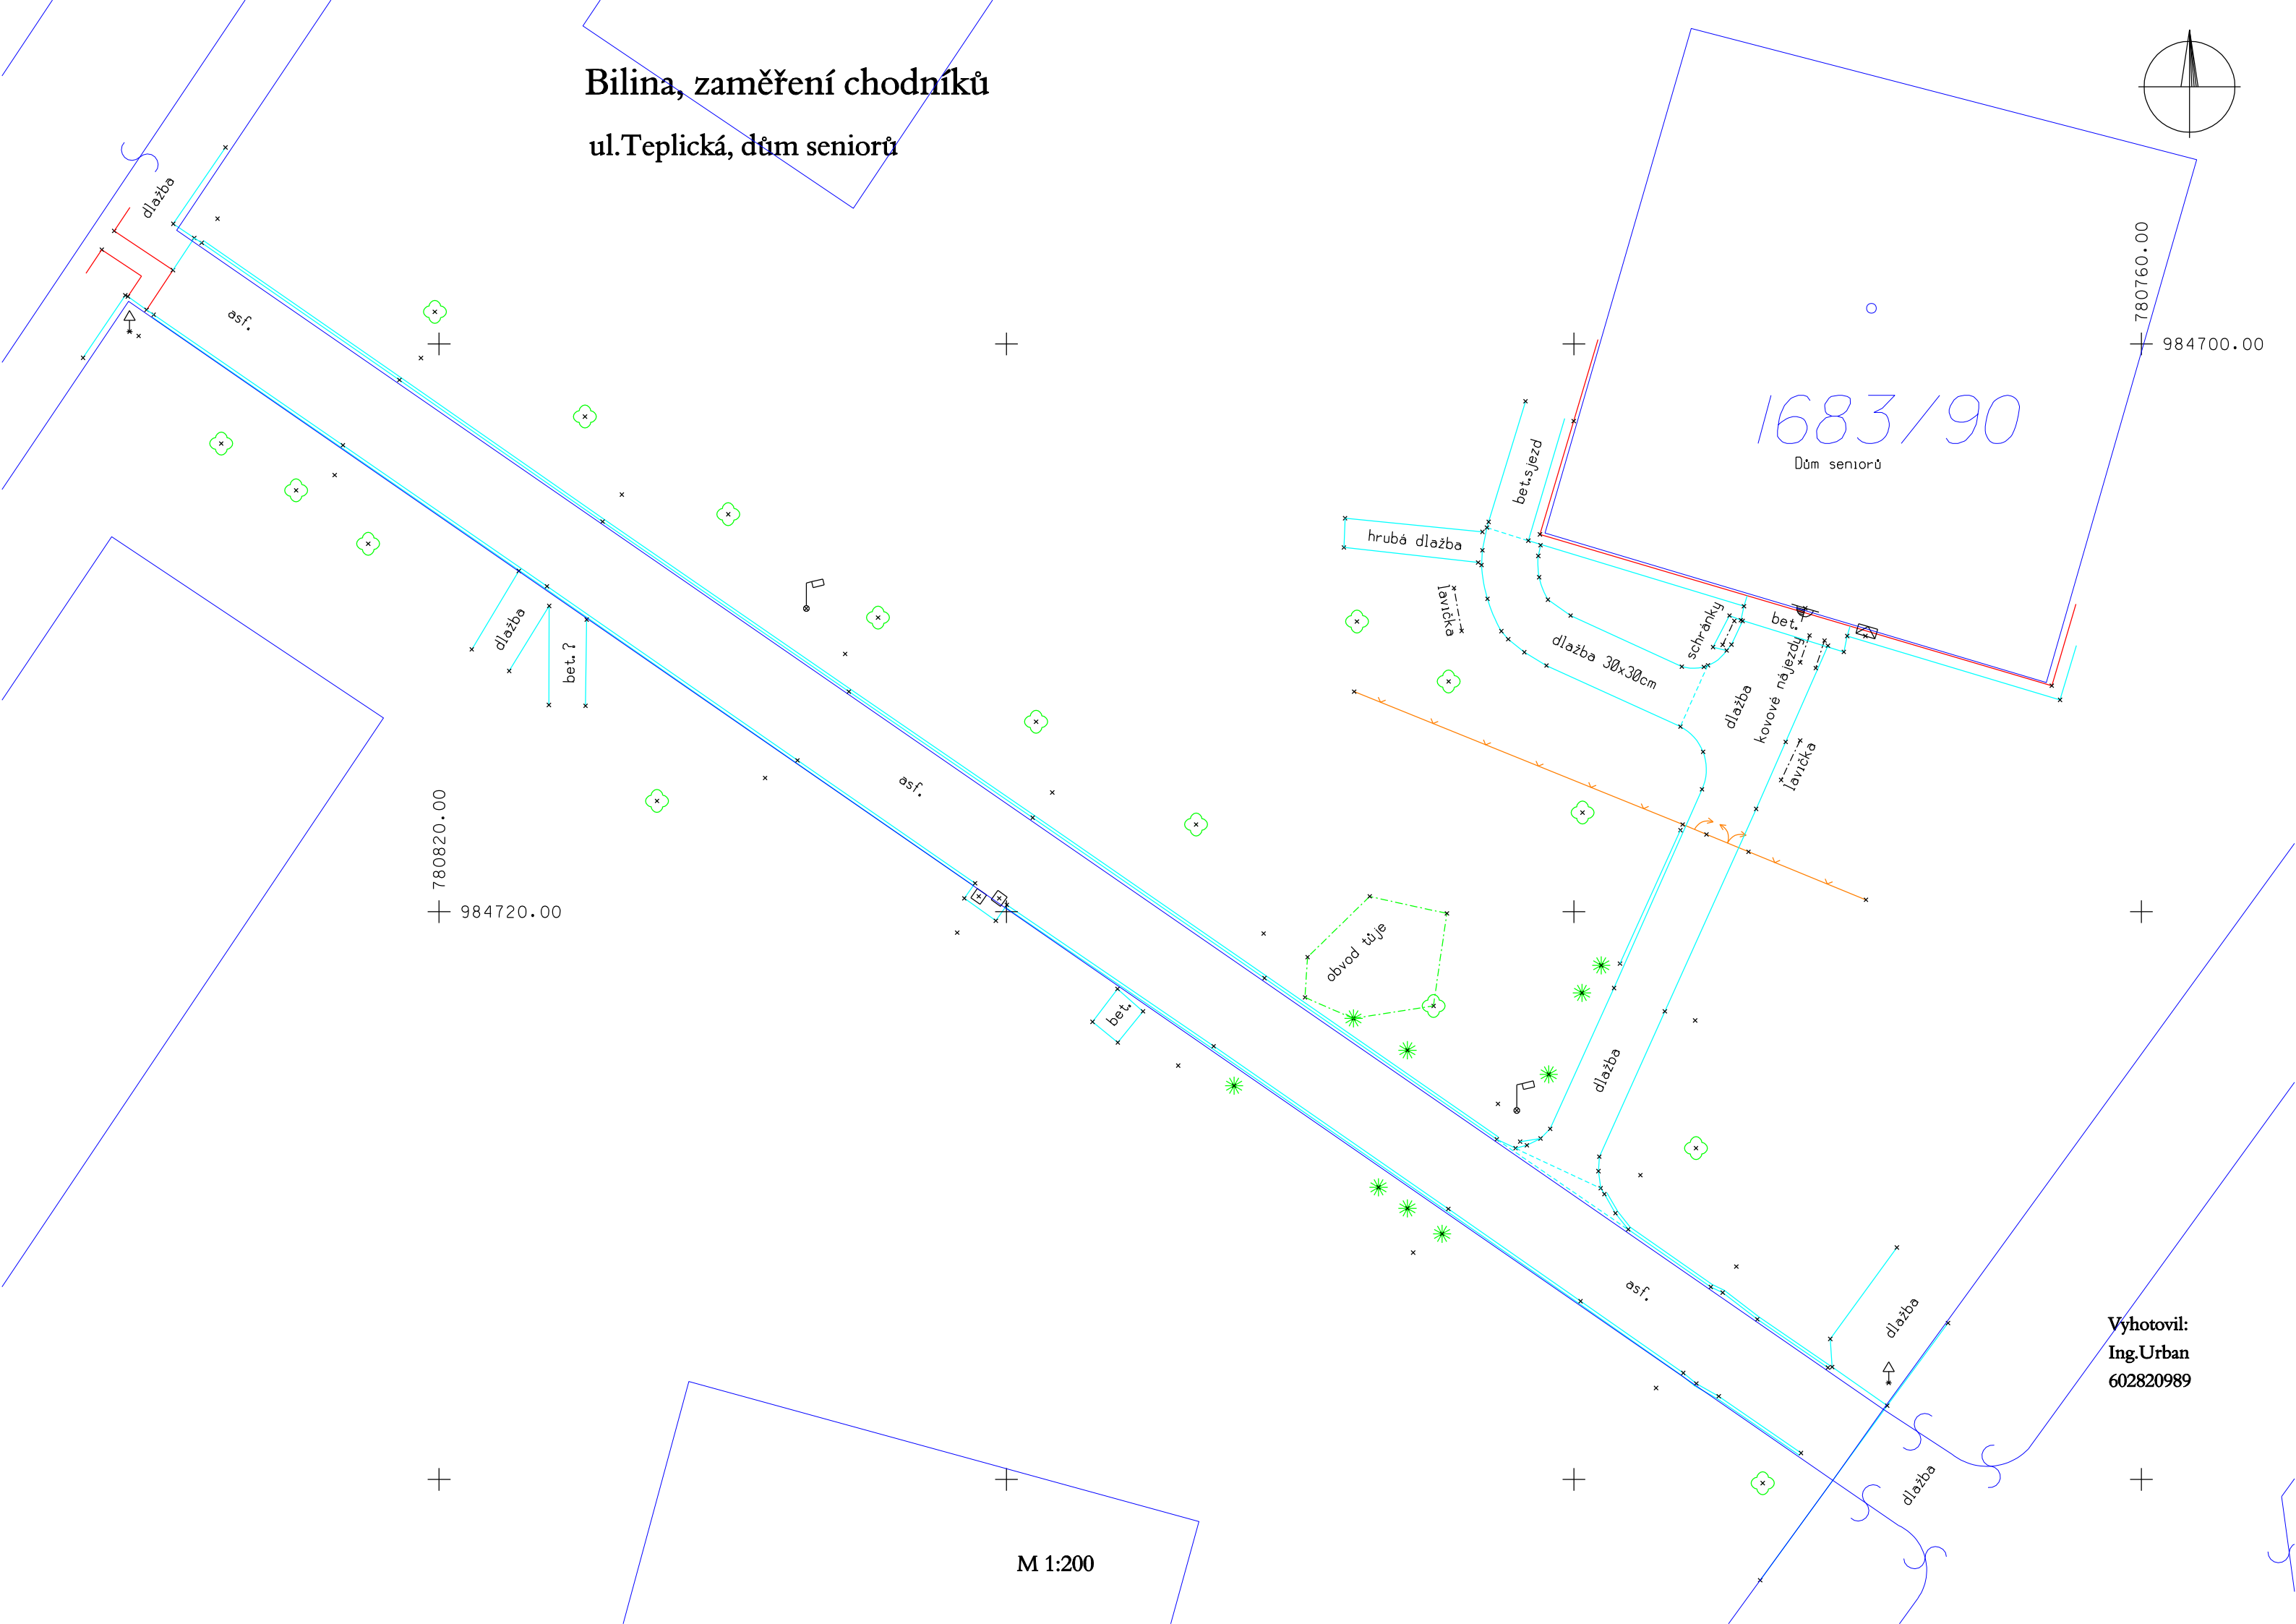 Bilina, zaměření chodníků
ul.Teplická, dům seniorů
dlažba
asf.
780760.00
984700.00
1683/90
Dům seniorů
bet.sjezd
hrubá dlažba
lavička
schránky
bet.
dlažba 30x30cm
dlažba
kovové nájezdy
lavička
dlažba
bet.?
asf.
780820.00
984720.00
obvod tůje
bet.
dlažba
asf.
dlažba
Vyhotovil:
Ing.Urban
602820989
dlažba
M 1:200